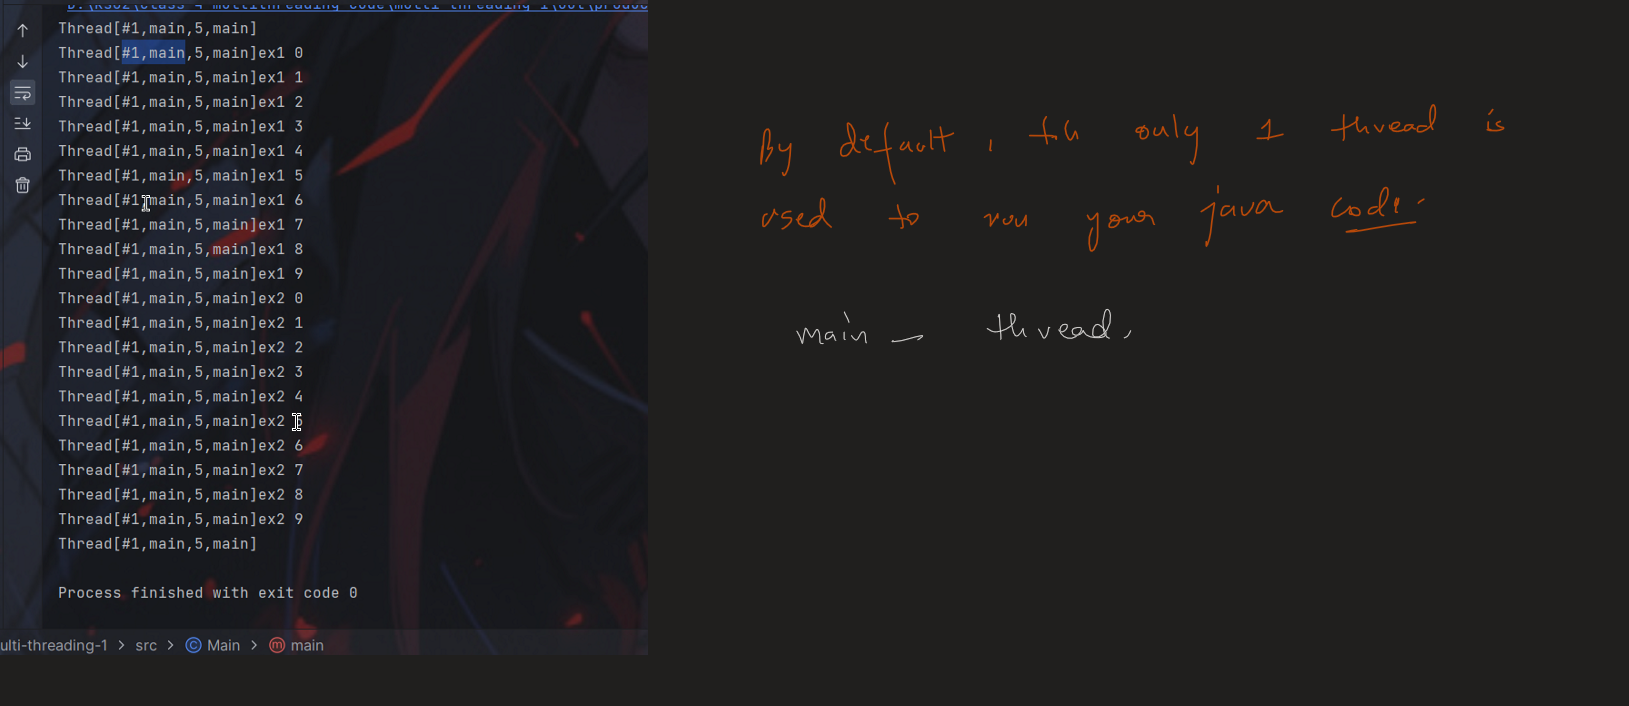 Thread[#1,main,5,main]
Thread[#1,main,5,main]ex1 0
Thread[#1,main,5,main]ex1 1
Thread[#1,main,5,main]ex1 2
Thread[#1,main,5,main]ex1 3
Thread[#1,main,5,main]ex1 4
Thread[#1,main,5,main]ex1 5
Thread[#1,main,5,main]ex1 6
Thread[#1,main,5,main]ex1 7
Thread[#1,main,5,main]ex1 8
Thread[#1,main,5,main]ex1 9
Thread[#1,main,5,main]ex2 0
Thread[#1,main,5,main]ex2 1
Thread[#1,main,5,main]ex2 2
Thread[#1,main,5,main]ex2 3
Thread[#1,main,5,main]ex2 4
Thread[#1,main,5,main]ex2 5
Thread[#1,main,5,main]ex2 6
Thread[#1,main,5,main]ex2 7
Thread[#1,main,5,main]ex2 8
Thread[#1,main,5,main]ex2 9
Thread[#1,main,5,main]
Process finished with exit code 0
ulti-threading-1 > src > C Main > m main
By default, th only 1 thread is
used to run your java code.
main - thread.